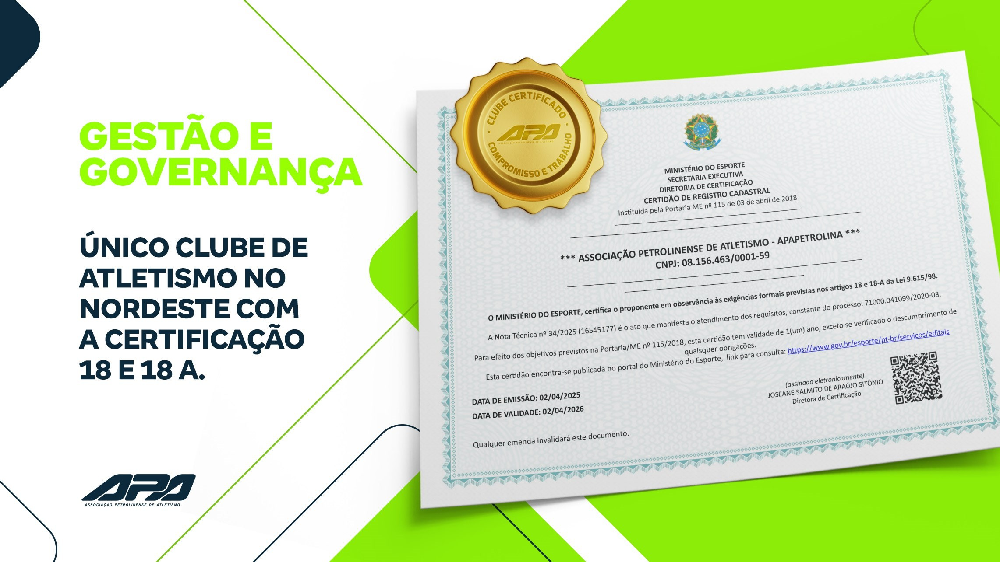 GESTÃO E
GOVERNANÇA
ÚNICO CLUBE DE
ATLETISMO NO
NORDESTE COM
A CERTIFICAÇÃO
18 E 18 A.
APA
ASSOCIAÇÃO PETROLINENSE DE ATLETISMO
· CLUBE CERTIFICADO ·
APA
ASSOCIAÇÃO PETROLINENSE DE ATLETISMO
COMPROMISSO E TRABALHO
MINISTÉRIO DO ESPORTE
SECRETARIA EXECUTIVA
DIRETORIA DE CERTIFICAÇÃO
CERTIDÃO DE REGISTRO CADASTRAL
Instituída pela Portaria ME nº 115 de 03 de abril de 2018
*** ASSOCIAÇÃO PETROLINENSE DE ATLETISMO - APAPETROLINA ***
CNPJ: 08.156.463/0001-59
O MINISTÉRIO DO ESPORTE, certifica o proponente em observância às exigências formais previstas nos artigos 18 e 18-A da Lei 9.615/98.
A Nota Técnica nº 34/2025 (16545177) é o ato que manifesta o atendimento dos requisitos, constante do processo: 71000.041099/2020-08.
Para efeito dos objetivos previstos na Portaria/ME nº 115/2018, esta certidão tem validade de 1(um) ano, exceto se verificado o descumprimento de
quaisquer obrigações.
Esta certidão encontra-se publicada no portal do Ministério do Esporte, link para consulta: https://www.gov.br/esporte/pt-br/servicos/editais
(assinado eletronicamente)
JOSEANE SALMITO DE ARAÚJO SITÔNIO
Diretora de Certificação
DATA DE EMISSÃO: 02/04/2025
DATA DE VALIDADE: 02/04/2026
Qualquer emenda invalidará este documento.